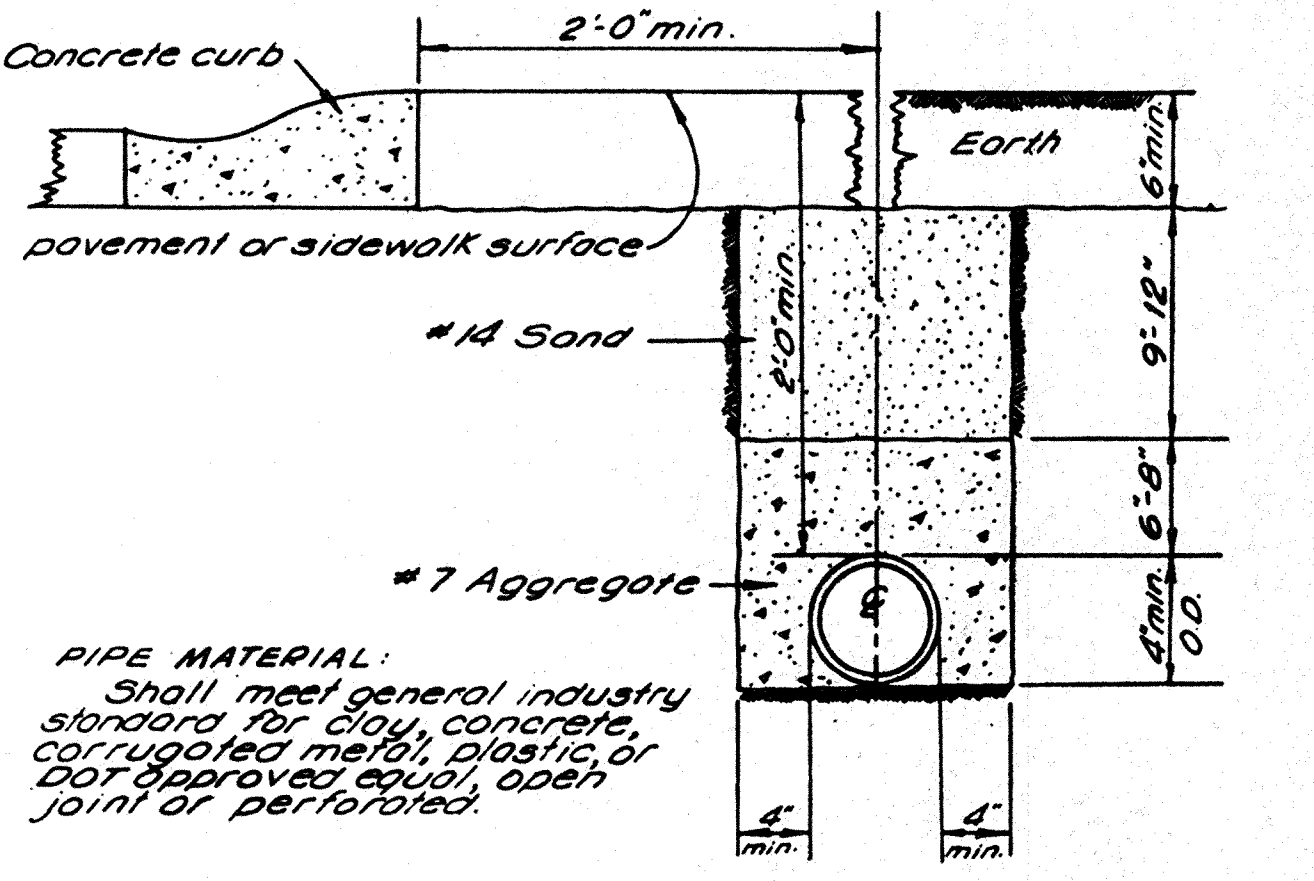 2'-0" min.
Concrete curb
Earth
6" min.
pavement or sidewalk surface
2'-0" min.
9"-12"
#14 Sand
6"-8"
#7 Aggregate
℄
4" min.
O.D.
PIPE MATERIAL:
Shall meet general industry
standard for clay, concrete,
corrugated metal, plastic, or
DOT approved equal, open
joint or perforated.
4"
min.
4"
min.